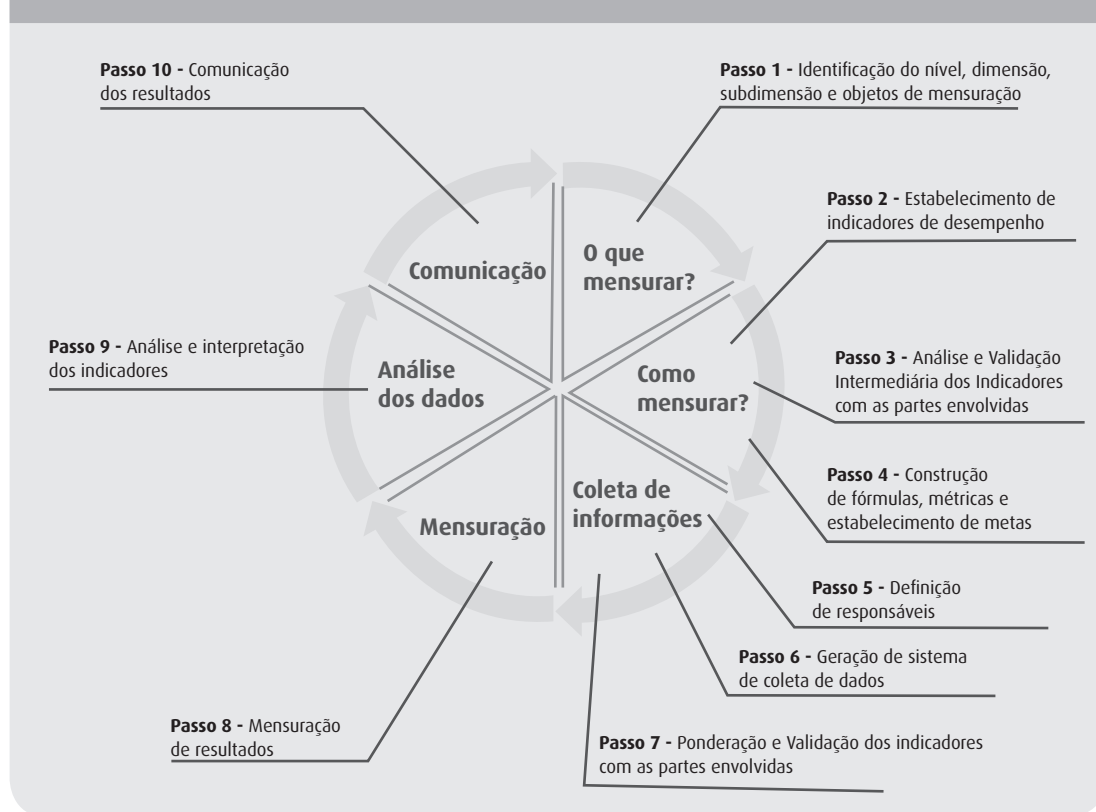 Passo 10 - Comunicação
dos resultados
Passo 1 - Identificação do nível, dimensão,
subdimensão e objetos de mensuração
Passo 2 - Estabelecimento de
indicadores de desempenho
Comunicação
O que
mensurar?
Passo 9 - Análise e interpretação
dos indicadores
Análise
dos dados
Como
mensurar?
Passo 3 - Análise e Validação
Intermediária dos Indicadores
com as partes envolvidas
Mensuração
Coleta de
informações
Passo 4 - Construção
de fórmulas, métricas e
estabelecimento de metas
Passo 5 - Definição
de responsáveis
Passo 6 - Geração de sistema
de coleta de dados
Passo 8 - Mensuração
de resultados
Passo 7 - Ponderação e Validação dos indicadores
com as partes envolvidas